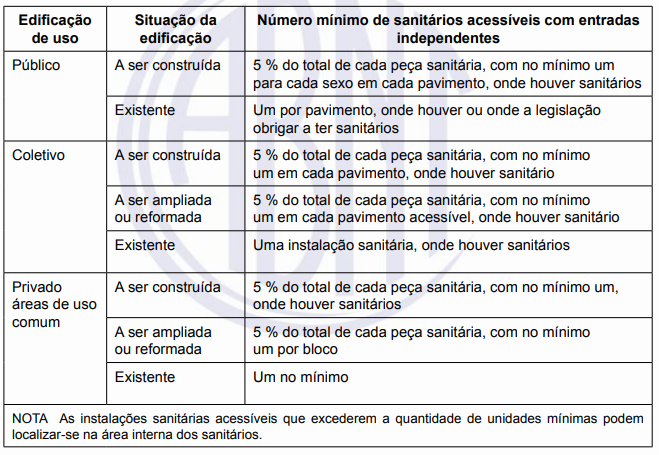 Edificação de uso
Situação da edificação
Número mínimo de sanitários acessíveis com entradas independentes
Público
A ser construída
5 % do total de cada peça sanitária, com no mínimo um
para cada sexo em cada pavimento, onde houver sanitários
Existente
Um por pavimento, onde houver ou onde a legislação
obrigar a ter sanitários
Coletivo
A ser construída
5 % do total de cada peça sanitária, com no mínimo
um em cada pavimento, onde houver sanitário
A ser ampliada
ou reformada
5 % do total de cada peça sanitária, com no mínimo
um em cada pavimento acessível, onde houver sanitário
Existente
Uma instalação sanitária, onde houver sanitários
Privado
áreas de uso
comum
A ser construída
5 % do total de cada peça sanitária, com no mínimo um,
onde houver sanitários
A ser ampliada
ou reformada
5 % do total de cada peça sanitária, com no mínimo
um por bloco
Existente
Um no mínimo
NOTA As instalações sanitárias acessíveis que excederem a quantidade de unidades mínimas podem
localizar-se na área interna dos sanitários.
ABNT